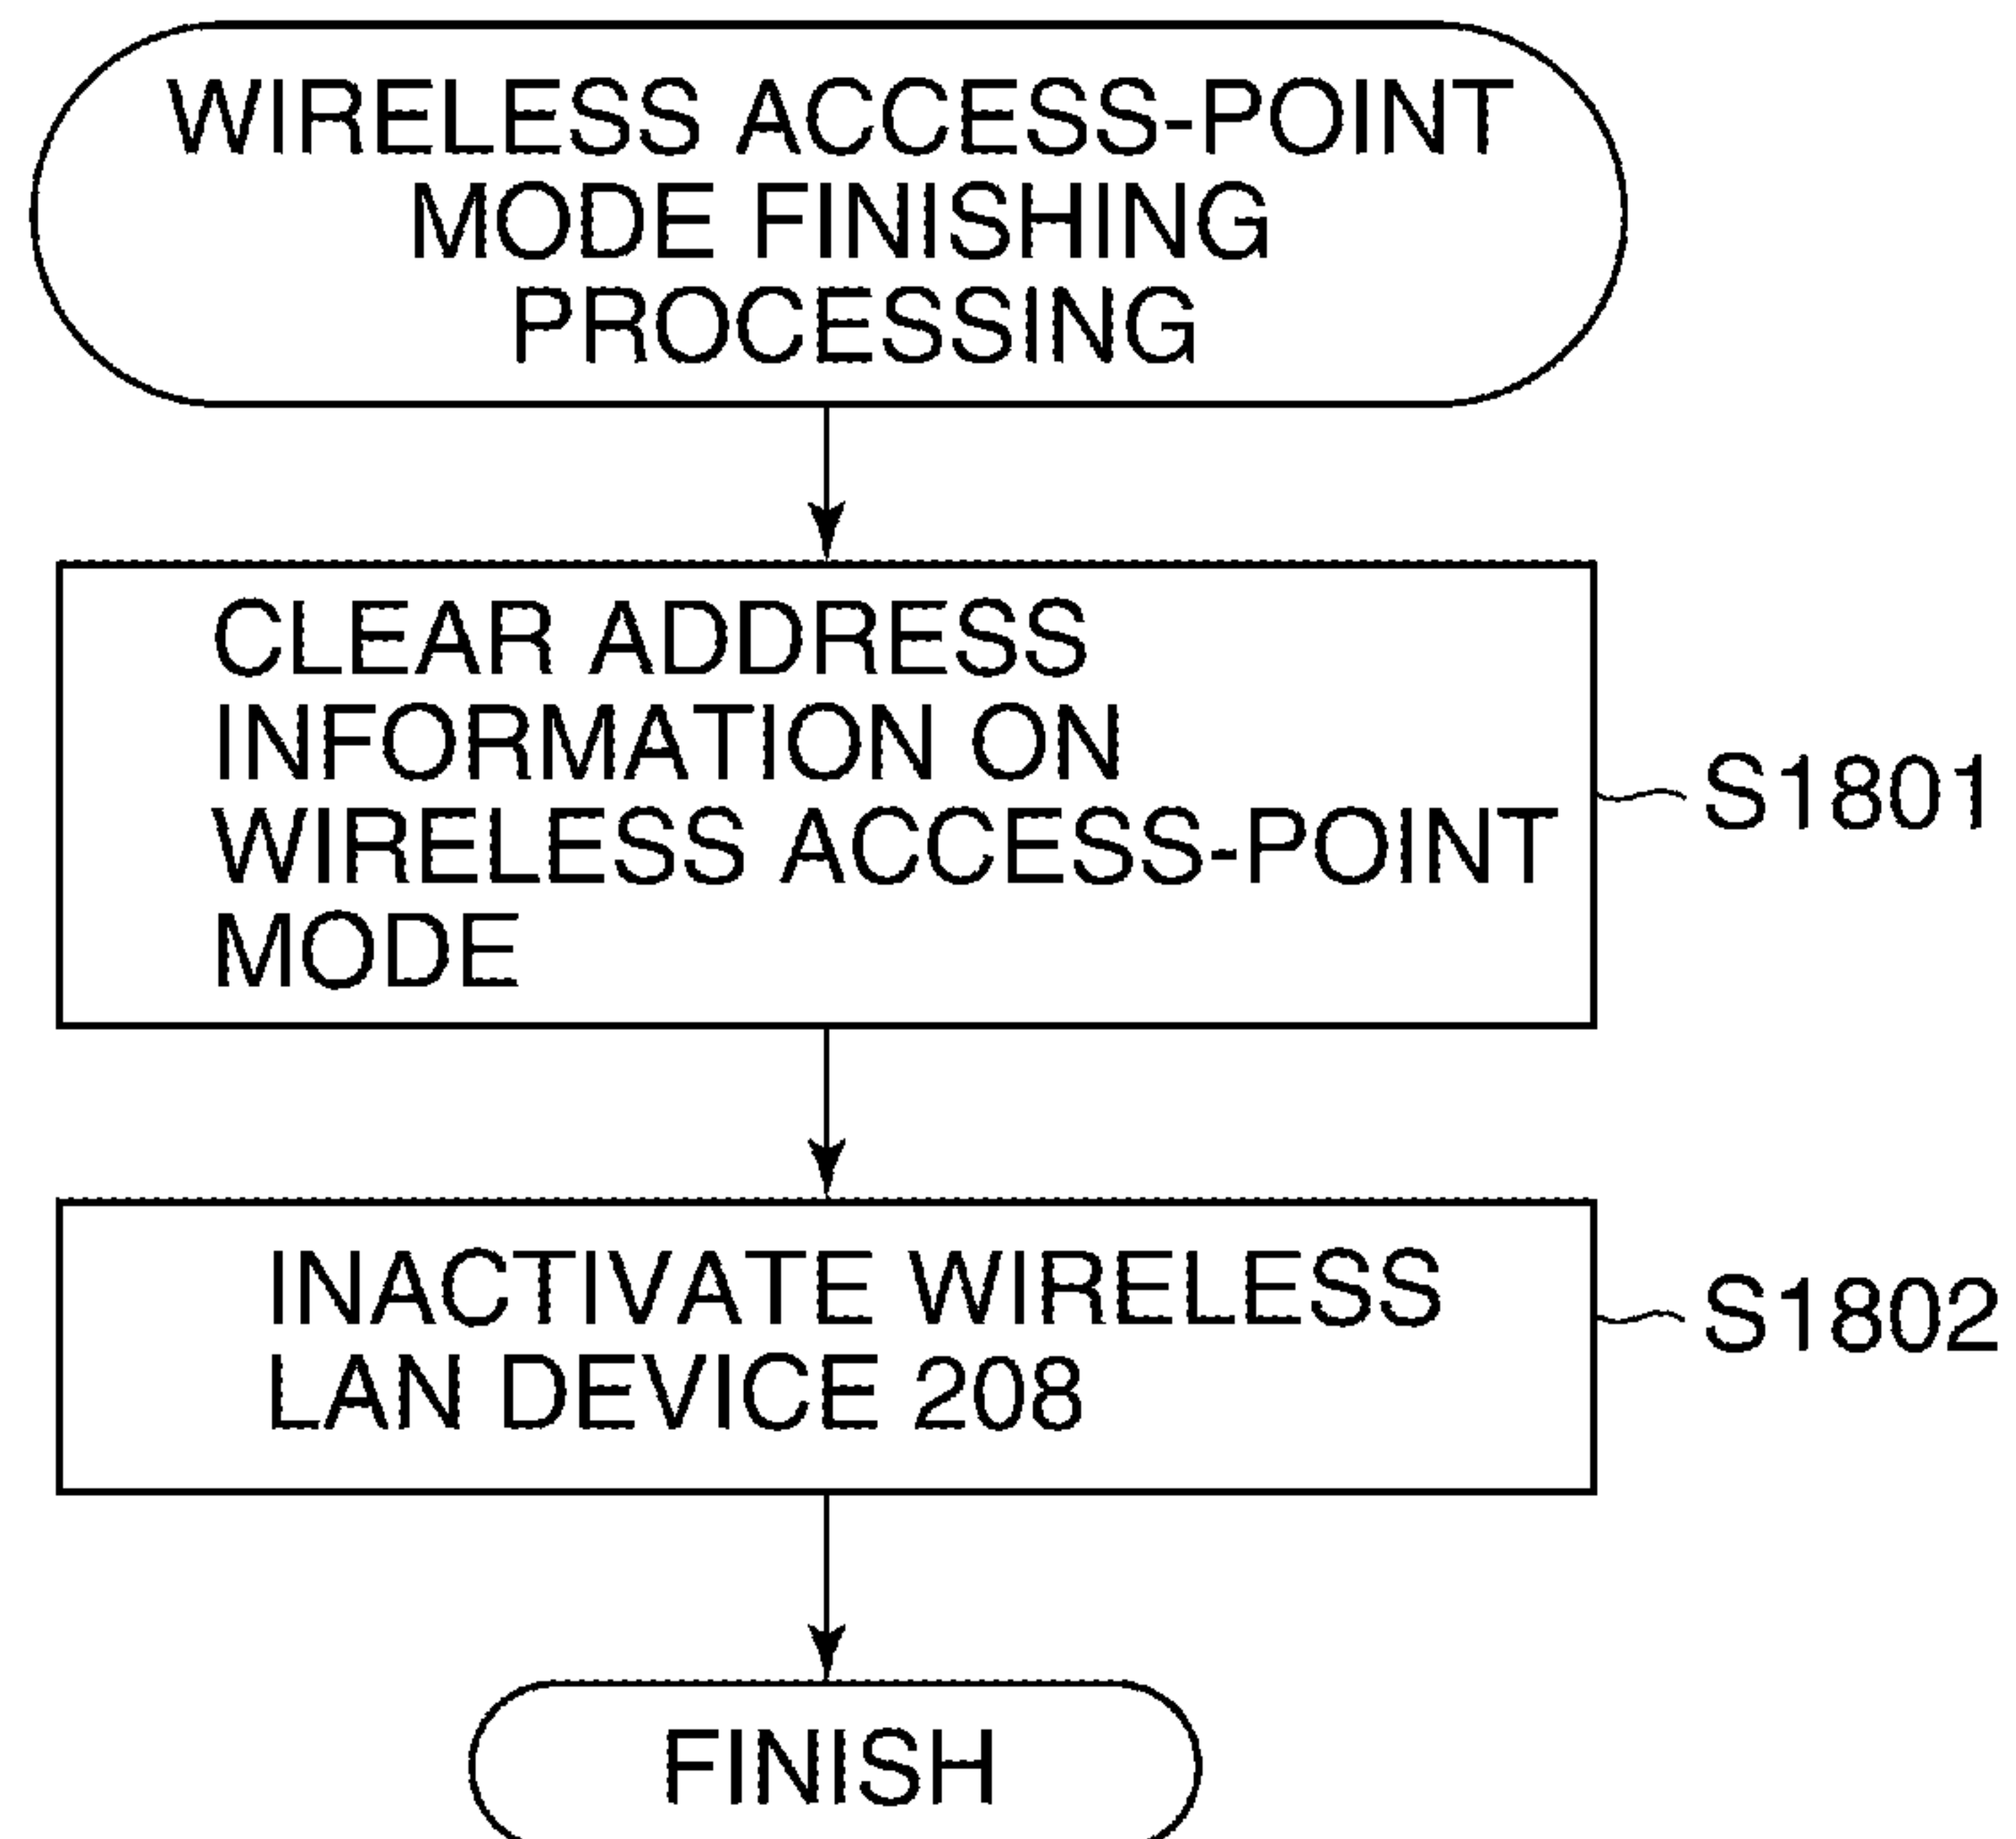 WIRELESS ACCESS-POINT
MODE FINISHING
PROCESSING
CLEAR ADDRESS
INFORMATION ON
WIRELESS ACCESS-POINT
MODE
S1801
INACTIVATE WIRELESS
LAN DEVICE 208
S1802
FINISH